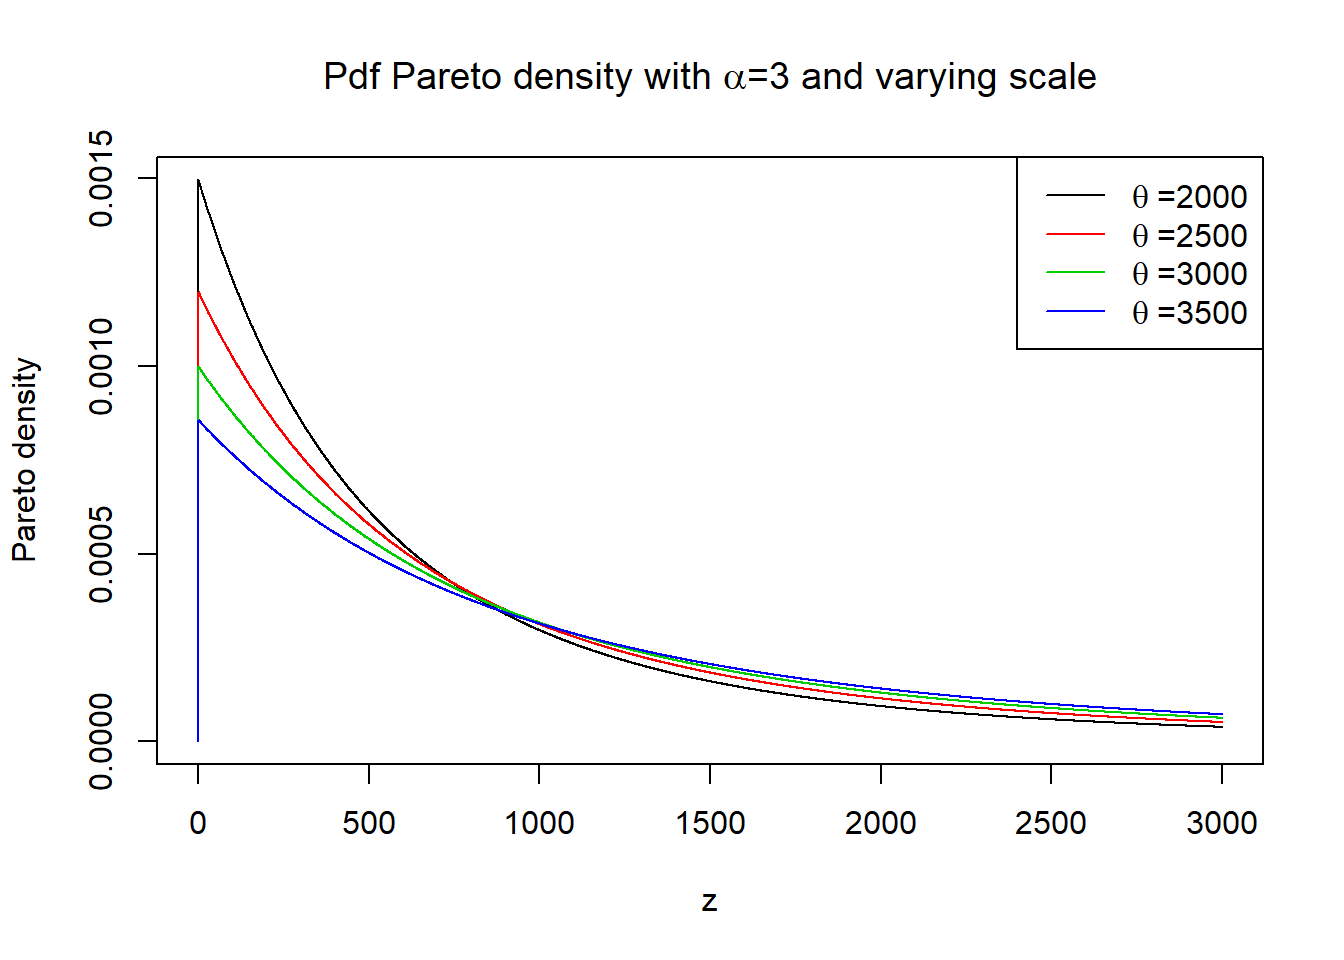 Pdf Pareto density with α=3 and varying scale
Pareto density
0.0015
0.0010
0.0005
0.0000
θ =2000
θ =2500
θ =3000
θ =3500
0 500 1000 1500 2000 2500 3000
z